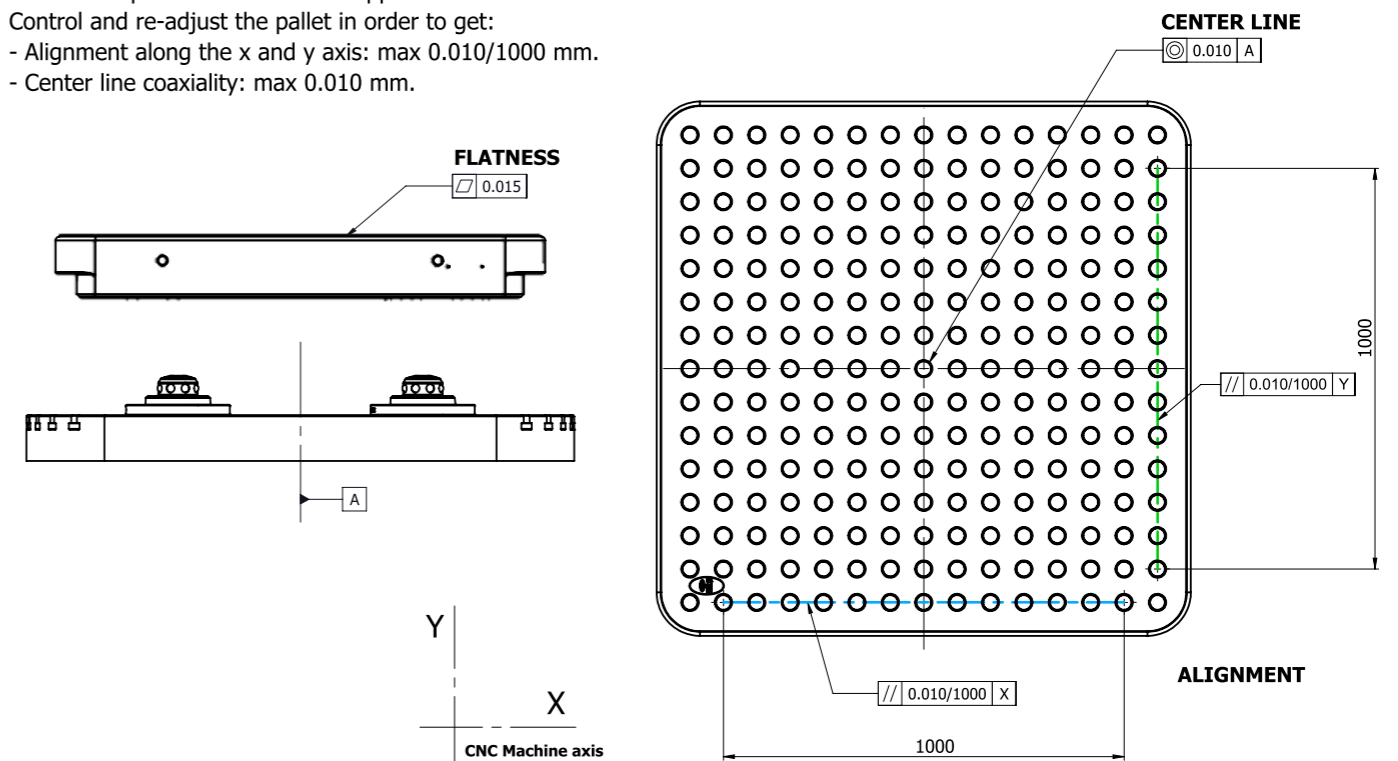 Control and re-adjust the pallet in order to get:
- Alignment along the x and y axis: max 0.010/1000 mm.
- Center line coaxiality: max 0.010 mm.
CENTER LINE
0.010 A
FLATNESS
0.015
1000
// 0.010/1000 Y
A
Y
X
CNC Machine axis
// 0.010/1000 X
ALIGNMENT
1000